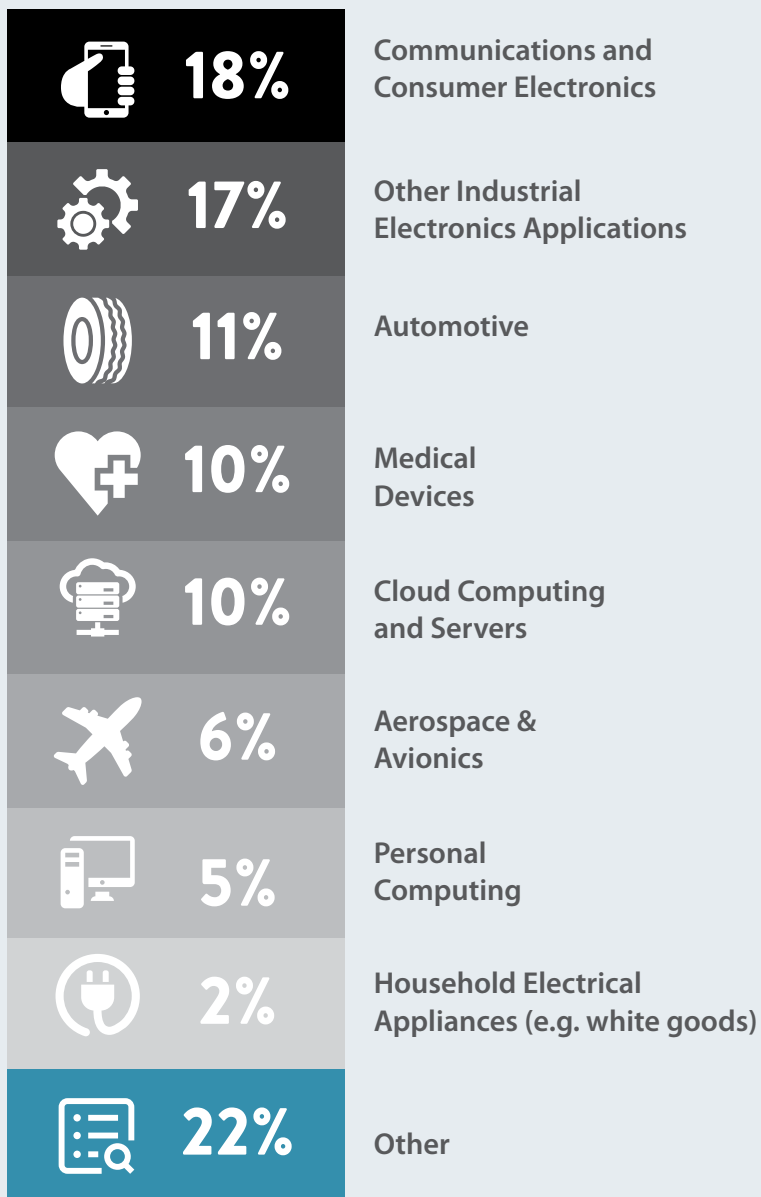 18%
Communications and
Consumer Electronics
17%
Other Industrial
Electronics Applications
11%
Automotive
10%
Medical
Devices
10%
Cloud Computing
and Servers
6%
Aerospace &
Avionics
5%
Personal
Computing
2%
Household Electrical
Appliances (e.g. white goods)
22%
Other